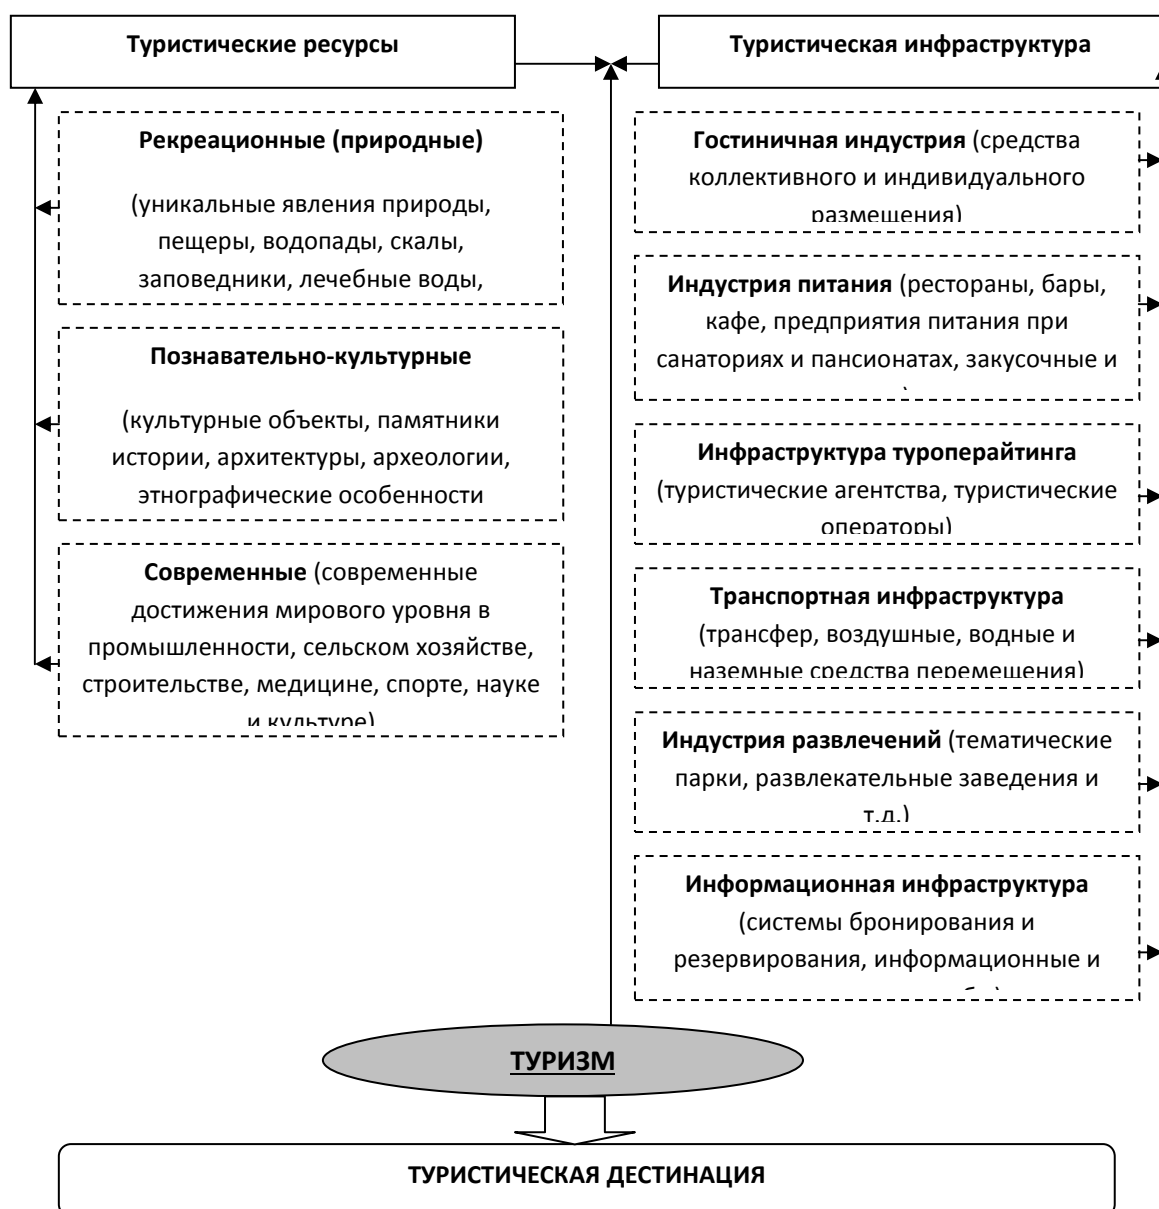 Туристические ресурсы
Рекреационные (природные)
(уникальные явления природы,
пещеры, водопады, скалы,
заповедники, лечебные воды,
Познавательно-культурные
(культурные объекты, памятники
истории, архитектуры, археологии,
этнографические особенности
Современные (современные
достижения мирового уровня в
промышленности, сельском хозяйстве,
строительстве, медицине, спорте, науке
и культуре)
Туристическая инфраструктура
Гостиничная индустрия (средства
коллективного и индивидуального
размещения)
Индустрия питания (рестораны, бары,
кафе, предприятия питания при
санаториях и пансионатах, закусочные и
Инфраструктура туроперайтинга
(туристические агентства, туристические
операторы)
Транспортная инфраструктура
(трансфер, воздушные, водные и
наземные средства перемещения)
Индустрия развлечений (тематические
парки, развлекательные заведения и
т.д.)
Информационная инфраструктура
(системы бронирования и
резервирования, информационные и
ТУРИЗМ
ТУРИСТИЧЕСКАЯ ДЕСТИНАЦИЯ